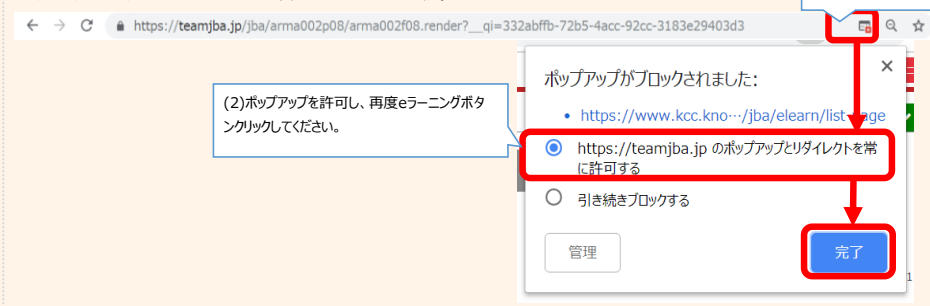 https://teamjba.jp/jba/arma002p08/arma002f08.render?__qi=332abffb-72b5-4acc-92cc-3183e29403d3
ポップアップがブロックされました:
• https://www.kcc.kno…/jba/elearn/list-page
(2)ポップアップを許可し、再度eラーニングボタ
ンクリックしてください。
https://teamjba.jp のポップアップとリダイレクトを常
に許可する
引き続きブロックする
管理
完了
1